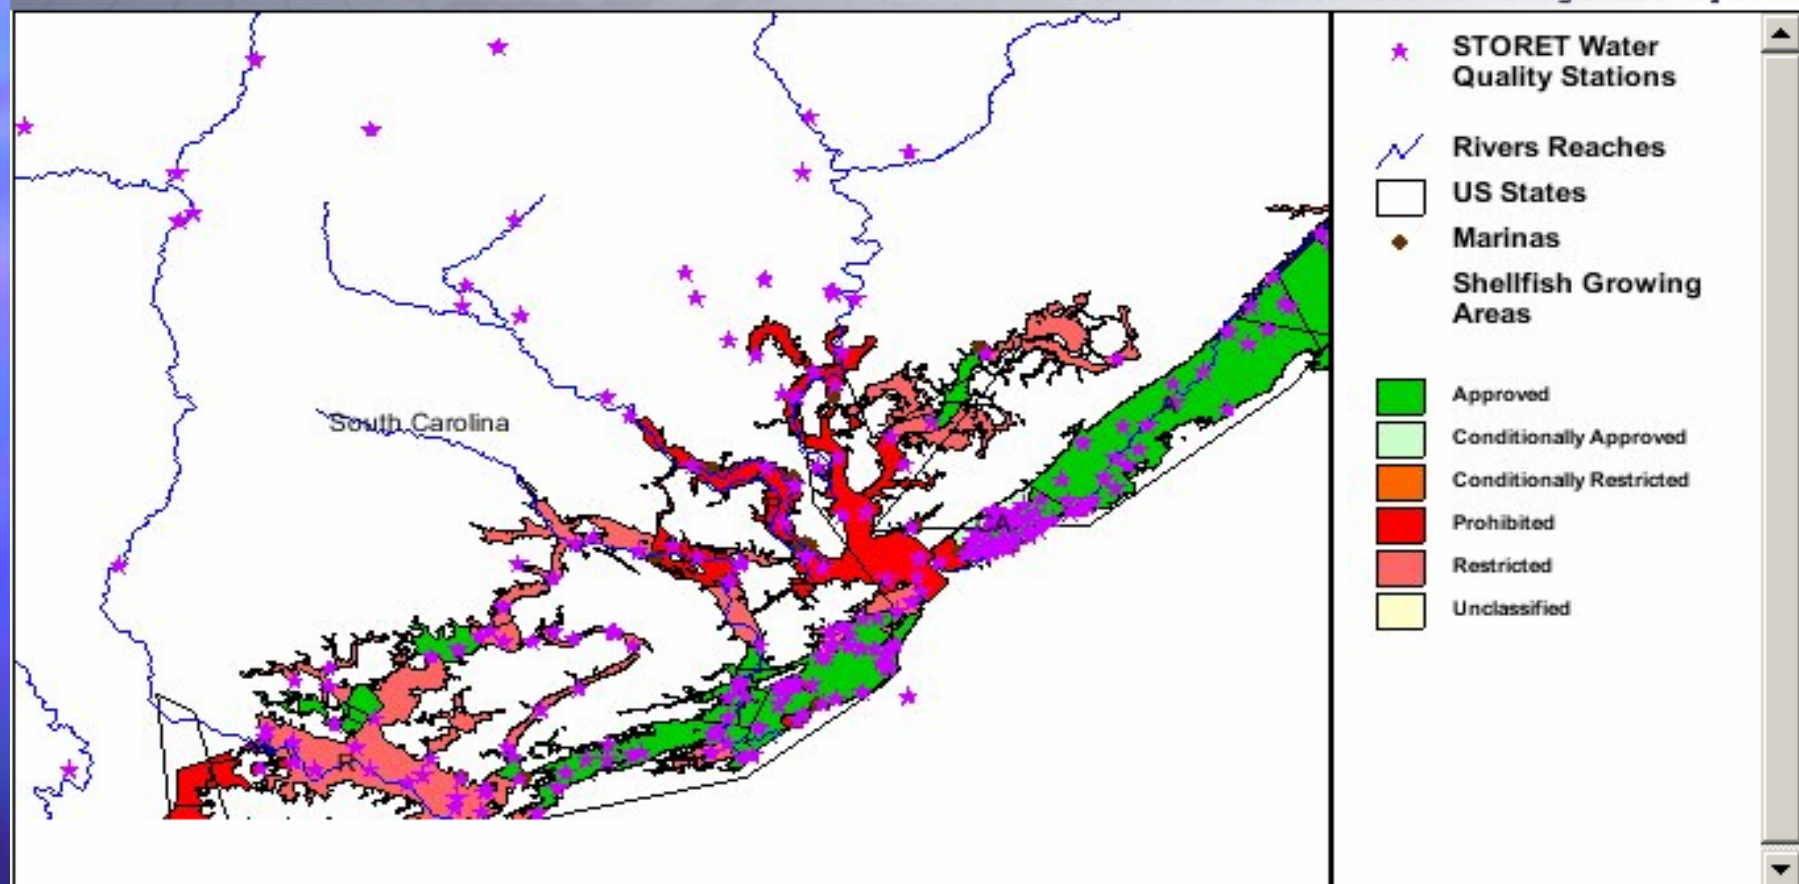 STORET Water
Quality Stations
Rivers Reaches
US States
Marinas
Shellfish Growing
Areas
Approved
Conditionally Approved
Conditionally Restricted
Prohibited
Restricted
Unclassified
South Carolina
A
CA
R